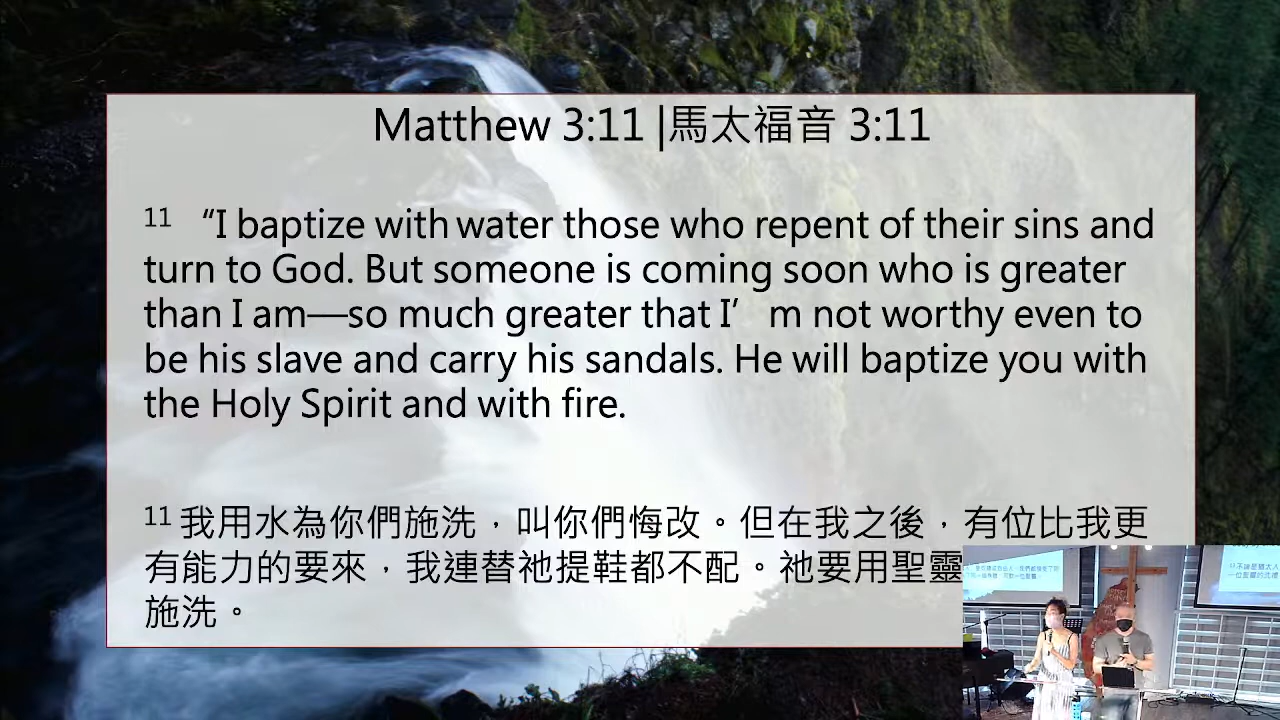 Matthew 3:11 |馬太福音 3:11
11 “I baptize with water those who repent of their sins and
turn to God. But someone is coming soon who is greater
than I am—so much greater that I’ m not worthy even to
be his slave and carry his sandals. He will baptize you with
the Holy Spirit and with fire.
11 我用水為你們施洗，叫你們悔改。但在我之後，有位比我更
有能力的要來，我連替祂提鞋都不配。祂要用聖靈
施洗。